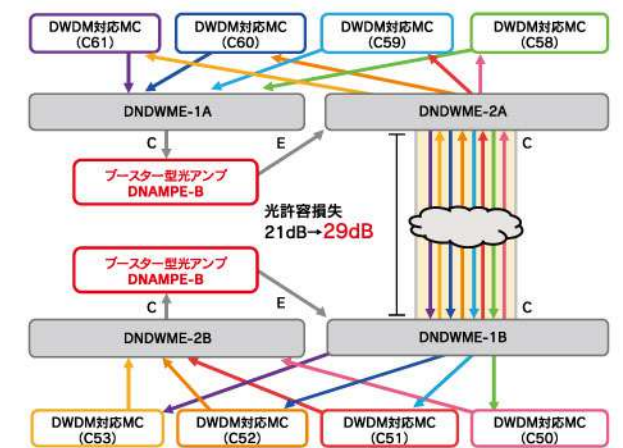 DWDM対応MC
(C61)
DWDM対応MC
(C60)
DWDM対応MC
(C59)
DWDM対応MC
(C58)
DNDWME-1A
DNDWME-2A
C
E
C
ブースター型光アンプ
DNAMPE-B
光許容損失
21dB→29dB
ブースター型光アンプ
DNAMPE-B
C
E
C
DNDWME-2B
DNDWME-1B
DWDM対応MC
(C53)
DWDM対応MC
(C52)
DWDM対応MC
(C51)
DWDM対応MC
(C50)